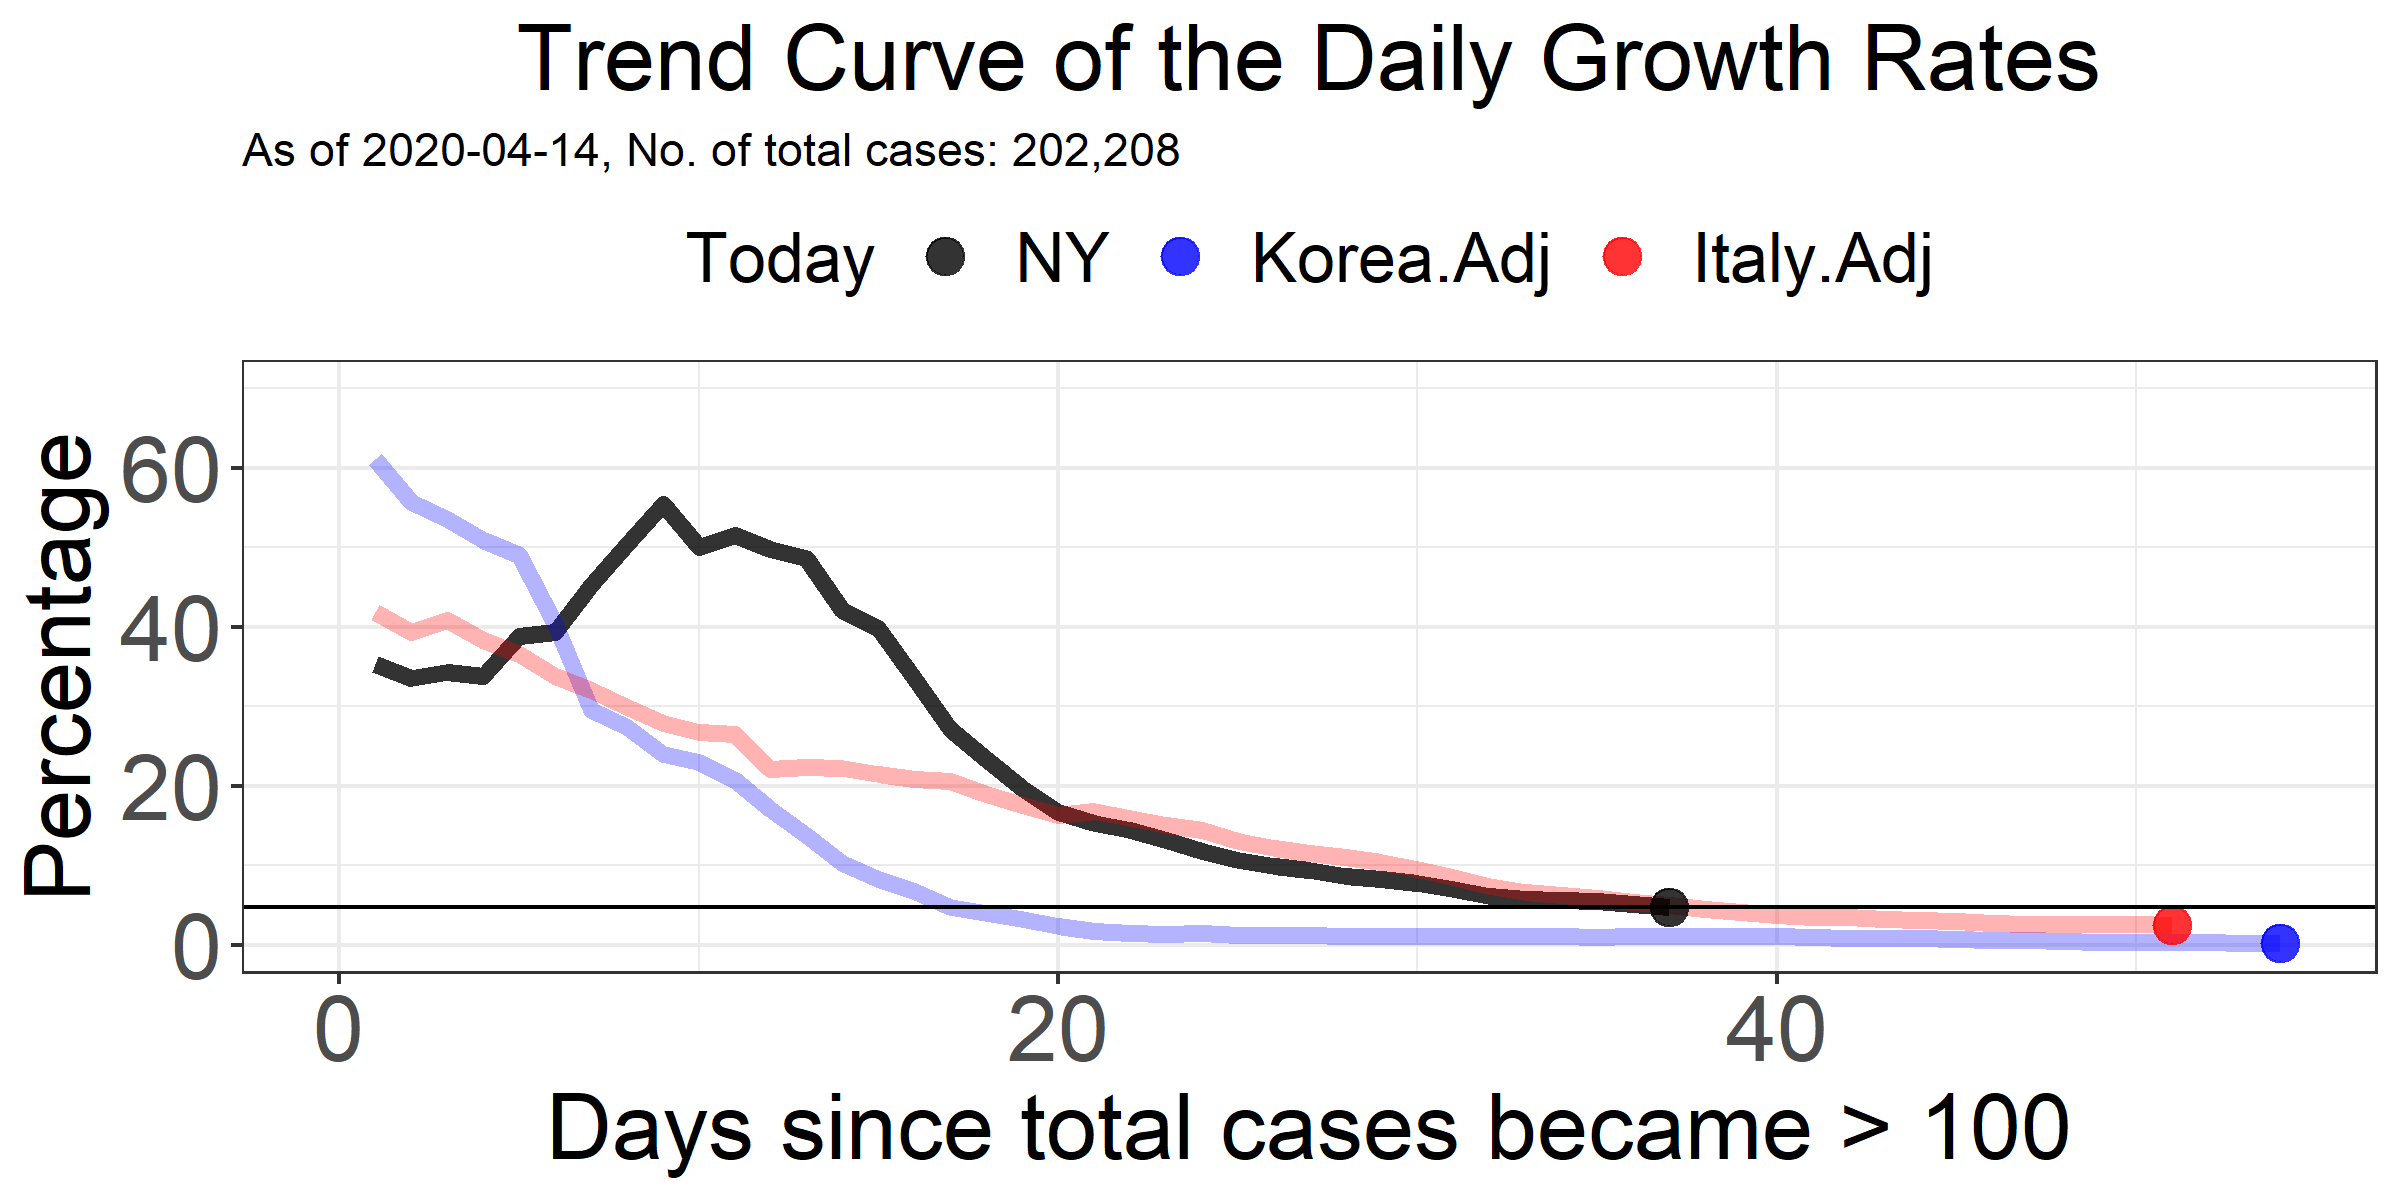 Trend Curve of the Daily Growth Rates
As of 2020-04-14, No. of total cases: 202,208
Today NY Korea.Adj Italy.Adj
Percentage
60
40
20
0
0 20 40
Days since total cases became > 100